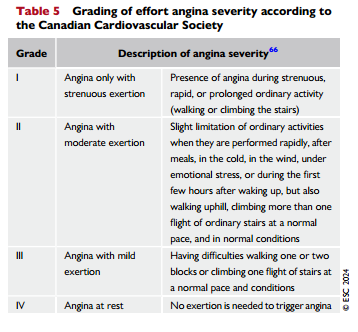 Table 5 Grading of effort angina severity according to
the Canadian Cardiovascular Society
Grade Description of angina severity66
I Angina only with strenuous exertion
Presence of angina during strenuous,
rapid, or prolonged ordinary activity
(walking or climbing the stairs)
II Angina with moderate exertion
Slight limitation of ordinary activities
when they are performed rapidly, after
meals, in the cold, in the wind, under
emotional stress, or during the first
few hours after waking up, but also
walking uphill, climbing more than one
flight of ordinary stairs at a normal
pace, and in normal conditions
III Angina with mild exertion
Having difficulties walking one or two
blocks or climbing one flight of stairs at
a normal pace and conditions
IV Angina at rest
No exertion is needed to trigger angina
© ESC 2024